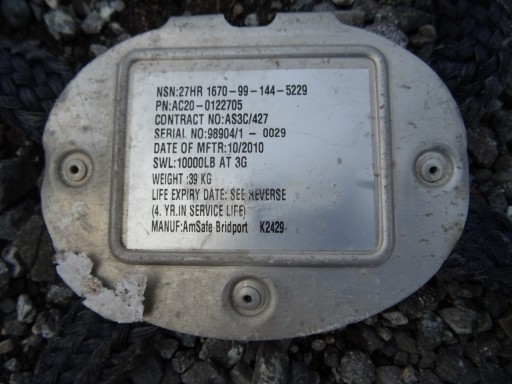 NSN:27HR 1670-99-144-5229
PN:AC20-0122705
CONTRACT NO:AS3C/427
SERIAL NO:98904/1 - 0029
DATE OF MFTR:10/2010
SWL:10000LB AT 3G
WEIGHT :39 KG
LIFE EXPIRY DATE: SEE REVERSE
(4. YR.IN SERVICE LIFE)
MANUF:AmSafe Bridport K2429